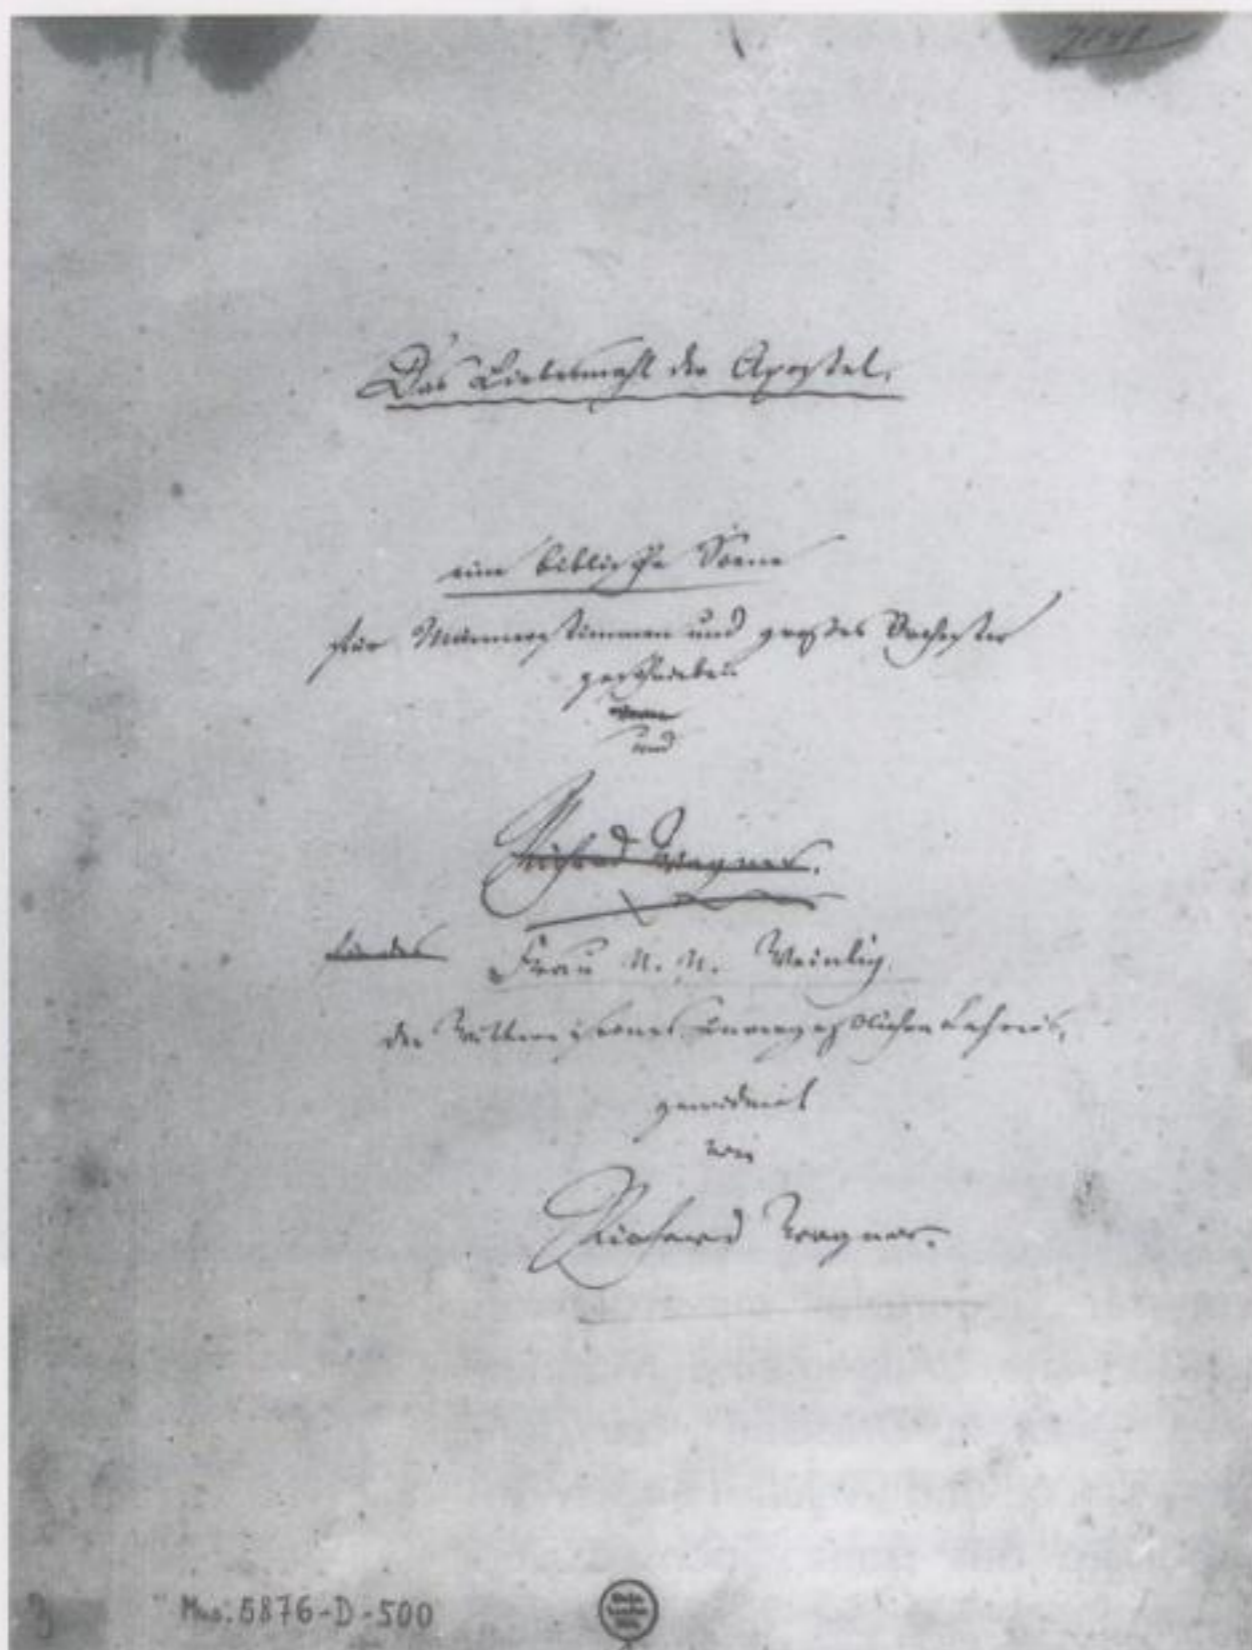 Das Liebesmahl der Apostel,
eine biblische Scene
für Männerstimmen und großes Orchester
geschrieben
und
Richard Wagner.
Frau N. N. Weinlig
der Wittwe seines unvergeßlichen Lehrers,
gewidmet
von
Richard Wagner.
Mus. 5876-D-500